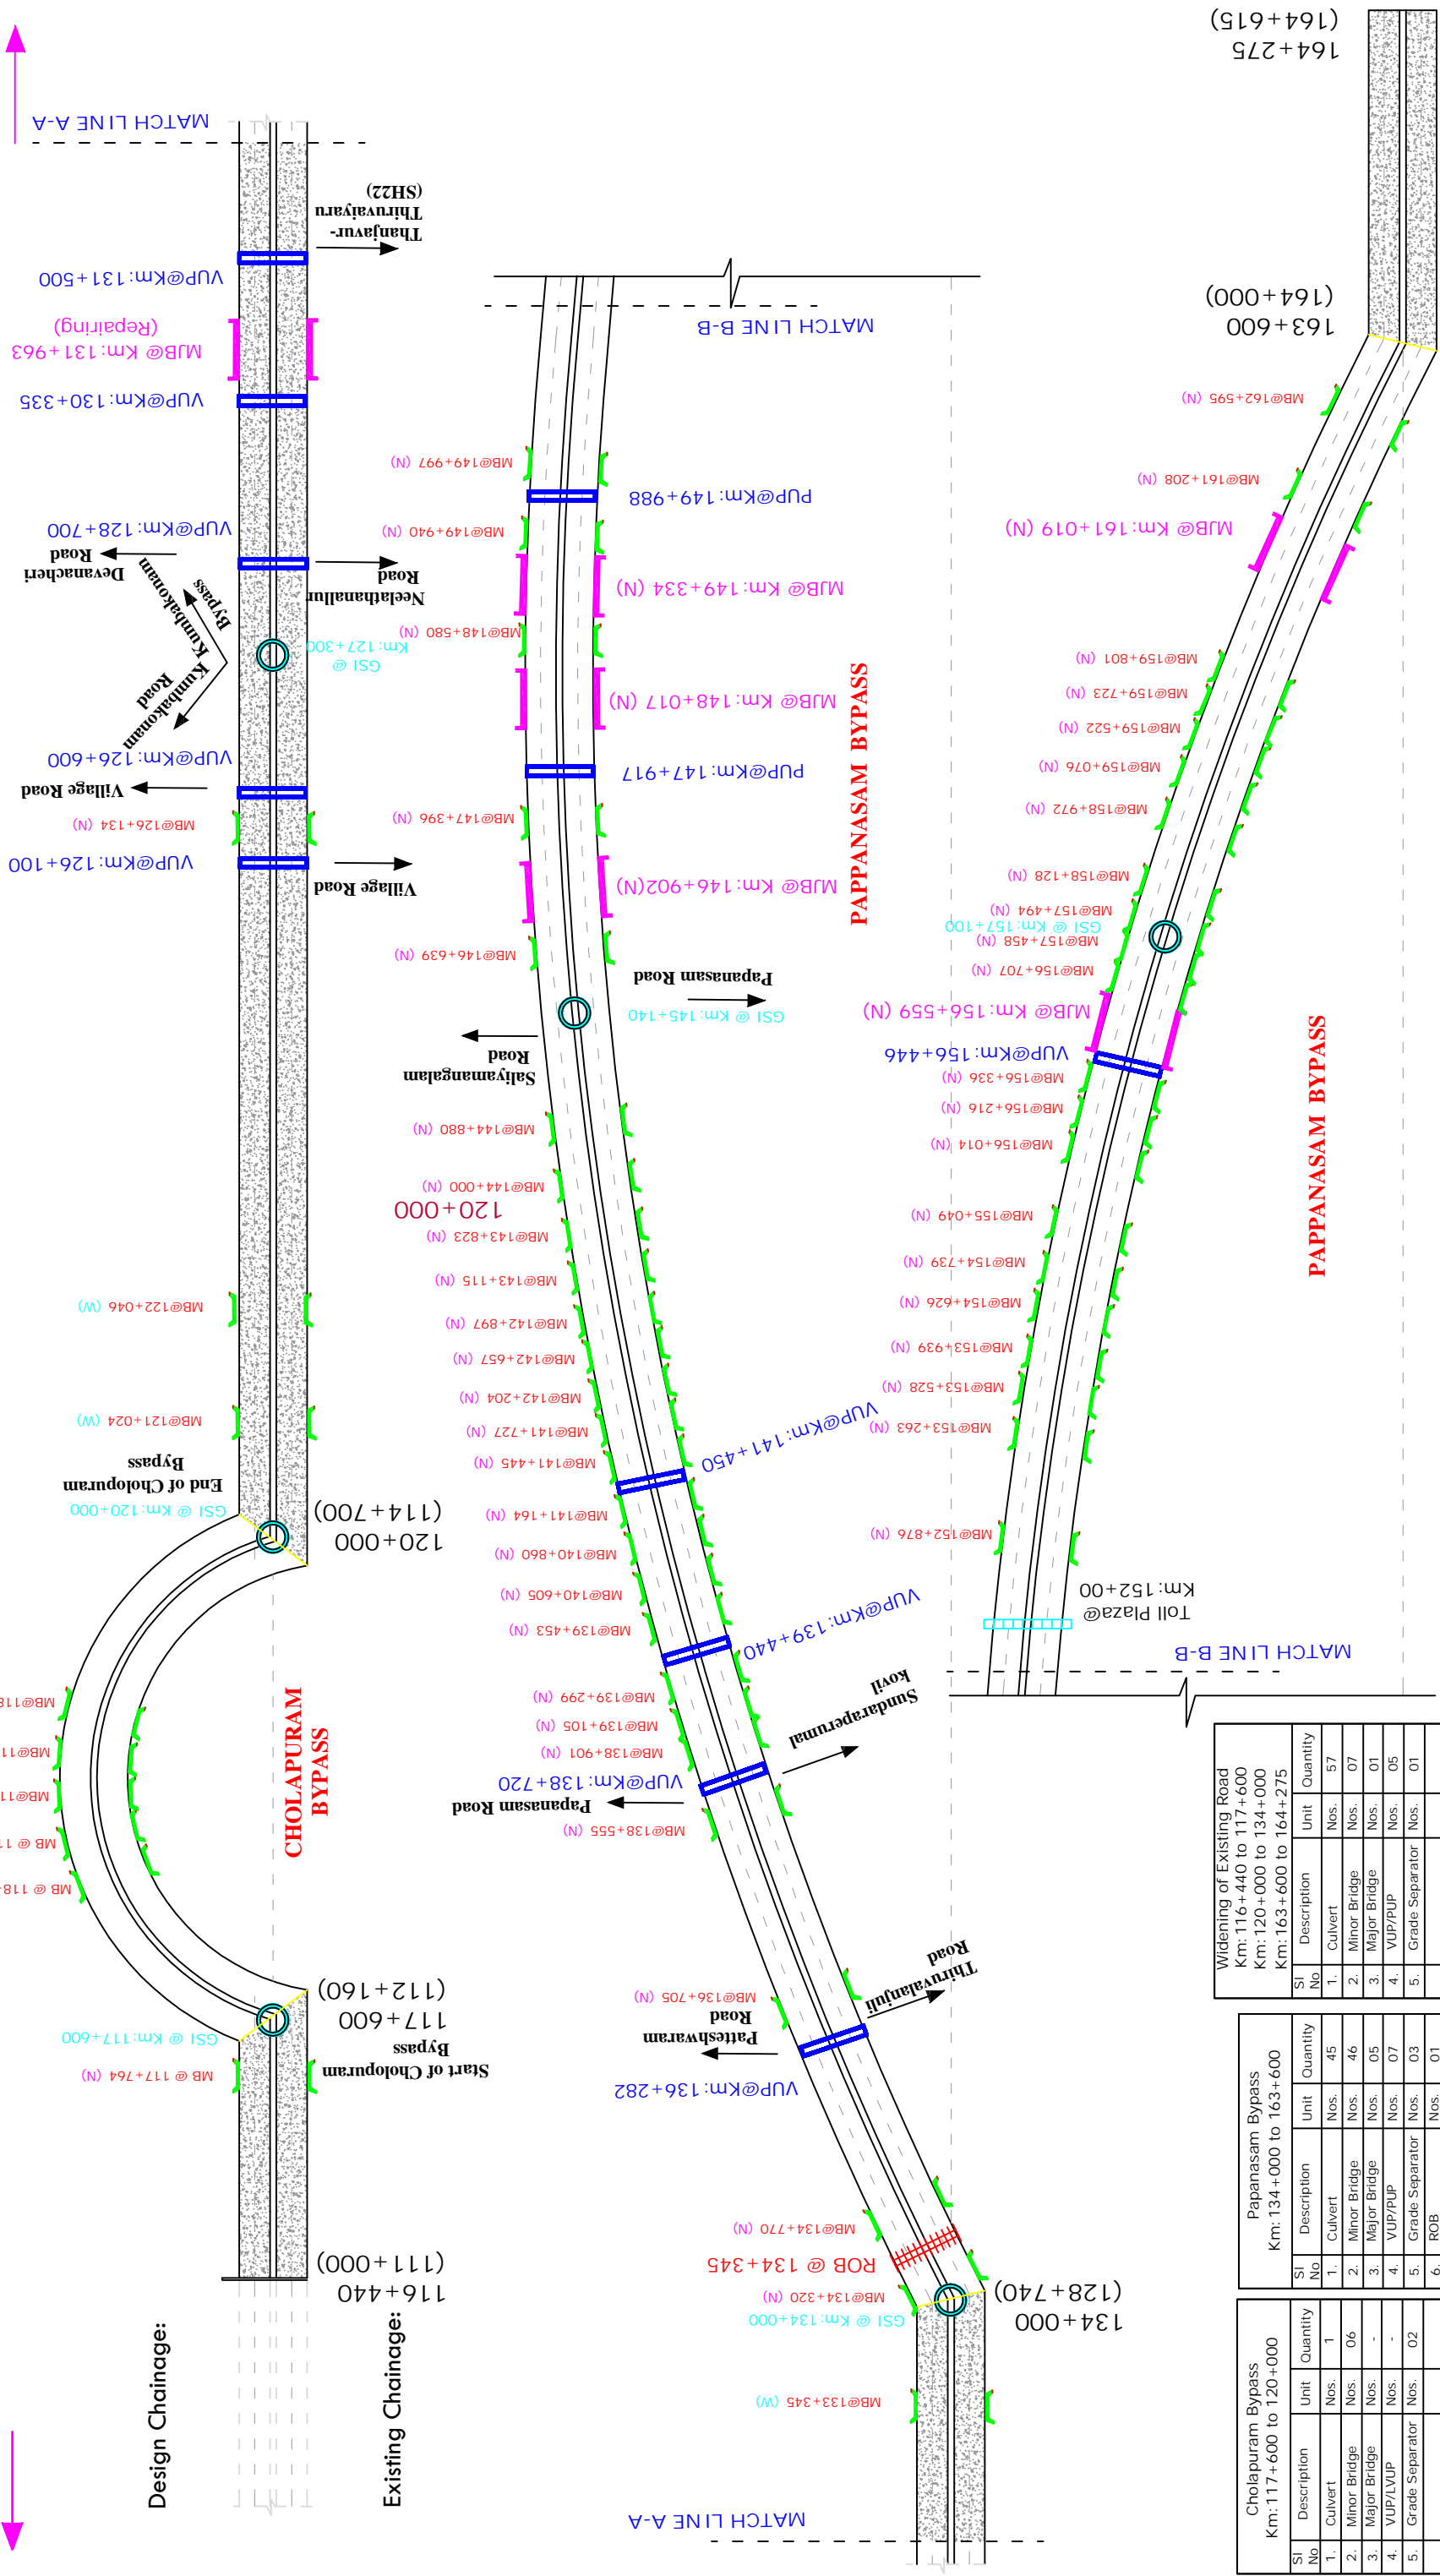 Design Chainage:
Existing Chainage:
116+440
(111+000)
MB @ 117+764 (N)
GSI @ Km:117+600
Start of Cholopuram
Bypass
117+600
(112+160)
MB @ 118
MB @ 1
MB@11
MB@11
MB@118
CHOLAPURAM
BYPASS
120+000
(114+700)
GSI @ Km:120+000
End of Cholopuram
Bypass
MB@121+024 (W)
MB@122+046 (W)
VUP@Km:126+100
Village Road
MB@126+134 (N)
Village Road
VUP@Km:126+600
Kumbakonam
Road
Kumbakonam
Bypass
GSI @
Km:127+300
Neelathanallur
Road
Devanacheri
Road
VUP@Km:128+700
VUP@Km:130+335
MJB@ Km:131+963
(Repairing)
VUP@Km:131+500
Thanjavur-
Thiruvaiyaru
(SH22)
MATCH LINE A-A
MATCH LINE A-A
MB@133+345 (W)
134+000
(128+740)
GSI @ Km:134+000
MB@134+320 (N)
ROB @ 134+345
MB@134+770 (N)
VUP@Km:136+282
Patteshwaram
Road
Thiruvalanjuli
Road
MB@136+705 (N)
MB@138+555 (N)
Papanasam Road
VUP@Km:138+720
Sundaraperumal
kovil
MB@138+901 (N)
MB@139+105 (N)
MB@139+299 (N)
VUP@Km:139+440
MB@139+453 (N)
MB@140+605 (N)
MB@140+860 (N)
MB@141+164 (N)
VUP@Km:141+450
MB@141+445 (N)
MB@141+727 (N)
MB@142+204 (N)
MB@142+657 (N)
MB@142+897 (N)
MB@143+115 (N)
MB@143+823 (N)
120+000
MB@144+000 (N)
MB@144+880 (N)
Saliyamangalam
Road
GSI @ Km:145+140
Papanasam Road
MB@146+639 (N)
MJB@ Km:146+902(N)
MB@147+396 (N)
PUP@Km:147+917
PAPPANASAM BYPASS
MJB@ Km:148+017 (N)
MB@148+580 (N)
MJB@ Km:149+334 (N)
MB@149+940 (N)
PUP@Km:149+988
MB@149+997 (N)
MATCH LINE B-B
MATCH LINE B-B
Toll Plaza@
Km:152+00
MB@152+876 (N)
MB@153+263 (N)
MB@153+528 (N)
MB@153+939 (N)
MB@154+626 (N)
MB@154+739 (N)
MB@155+049 (N)
PAPPANASAM BYPASS
MB@156+014 (N)
MB@156+216 (N)
MB@156+336 (N)
VUP@Km:156+446
MJB@ Km:156+559 (N)
MB@156+707 (N)
MB@157+458 (N)
GSI @ Km:157+100
MB@157+494 (N)
MB@158+128 (N)
MB@158+972 (N)
MB@159+076 (N)
MB@159+522 (N)
MB@159+723 (N)
MB@159+801 (N)
MJB@ Km:161+019 (N)
MB@161+208 (N)
MB@162+595 (N)
163+600
(164+000)
164+275
(164+615)
Cholapuram Bypass
Km:117+600 to 120+000
SI No Description Unit Quantity
1. Culvert Nos. 1
2. Minor Bridge Nos. 06
3. Major Bridge Nos. -
4. VUP/LVUP Nos. -
5. Grade Separator Nos. 02
Papanasam Bypass
Km:134+000 to 163+600
SI No Description Unit Quantity
1. Culvert Nos. 45
2. Minor Bridge Nos. 46
3. Major Bridge Nos. 05
4. VUP/PUP Nos. 07
5. Grade Separator Nos. 03
6. ROB Nos. 01
Widening of Existing Road
Km:116+440 to 117+600
Km:120+000 to 134+000
Km:163+600 to 164+275
SI No Description Unit Quantity
1. Culvert Nos. 57
2. Minor Bridge Nos. 07
3. Major Bridge Nos. 01
4. VUP/PUP Nos. 05
5. Grade Separator Nos. 01